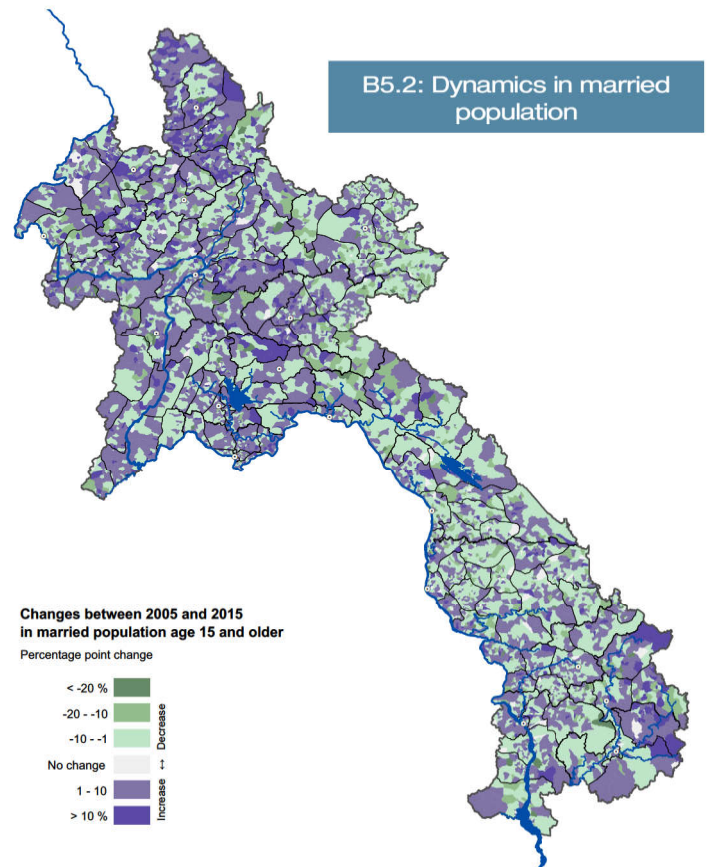 B5.2: Dynamics in married
population
Changes between 2005 and 2015
in married population age 15 and older
Percentage point change
< -20 %
-20 - -10
-10 - -1
No change
1 - 10
> 10 %
Decrease
↔
Increase